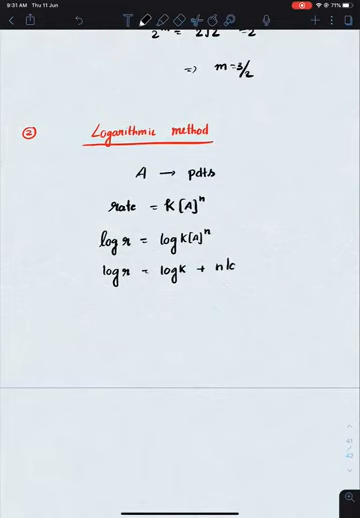 9:31 AM Thu 11 Jun
71%
=> m=3/2
② Logarithmic method
A → pdts
rate = k[A]ⁿ
log r = log k[A]ⁿ
log r = log k + n lc
41
42